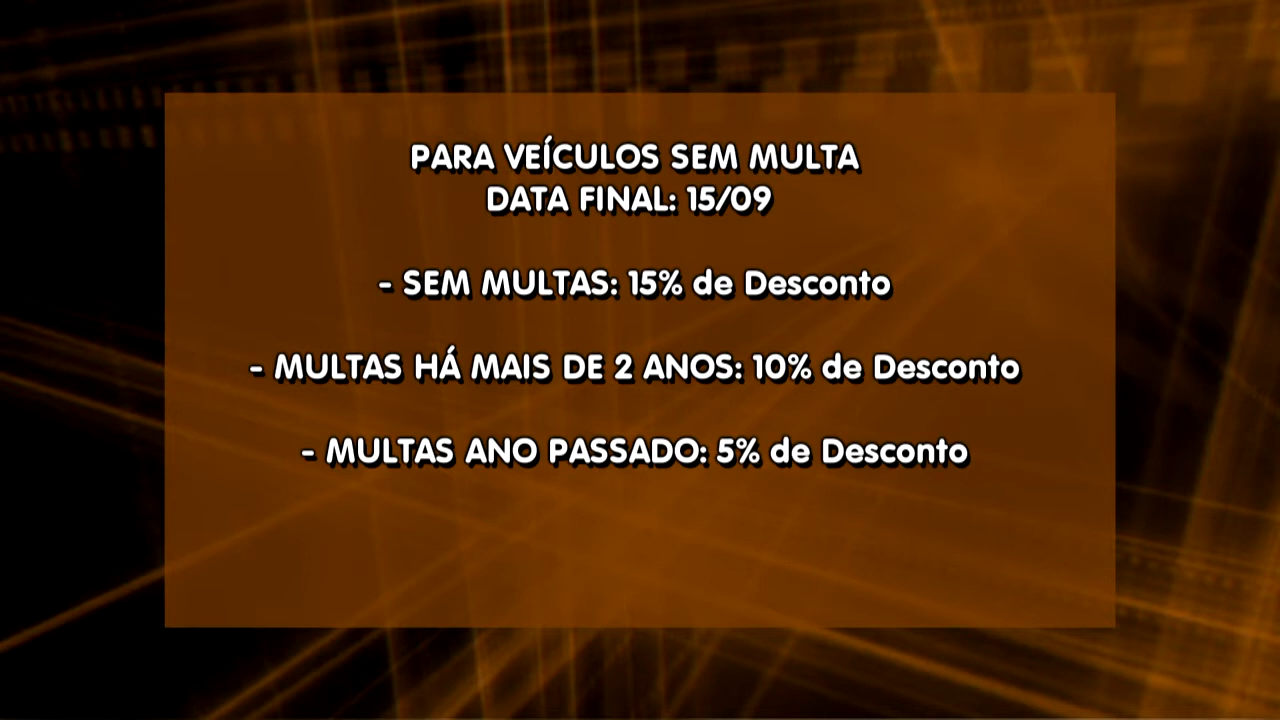 PARA VEÍCULOS SEM MULTA
DATA FINAL: 15/09
- SEM MULTAS: 15% de Desconto
- MULTAS HÁ MAIS DE 2 ANOS: 10% de Desconto
- MULTAS ANO PASSADO: 5% de Desconto